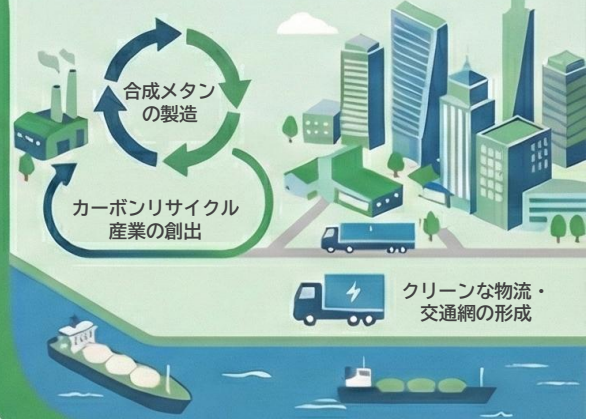 合成メタン
の製造
カーボンリサイクル
産業の創出
クリーンな物流・
交通網の形成